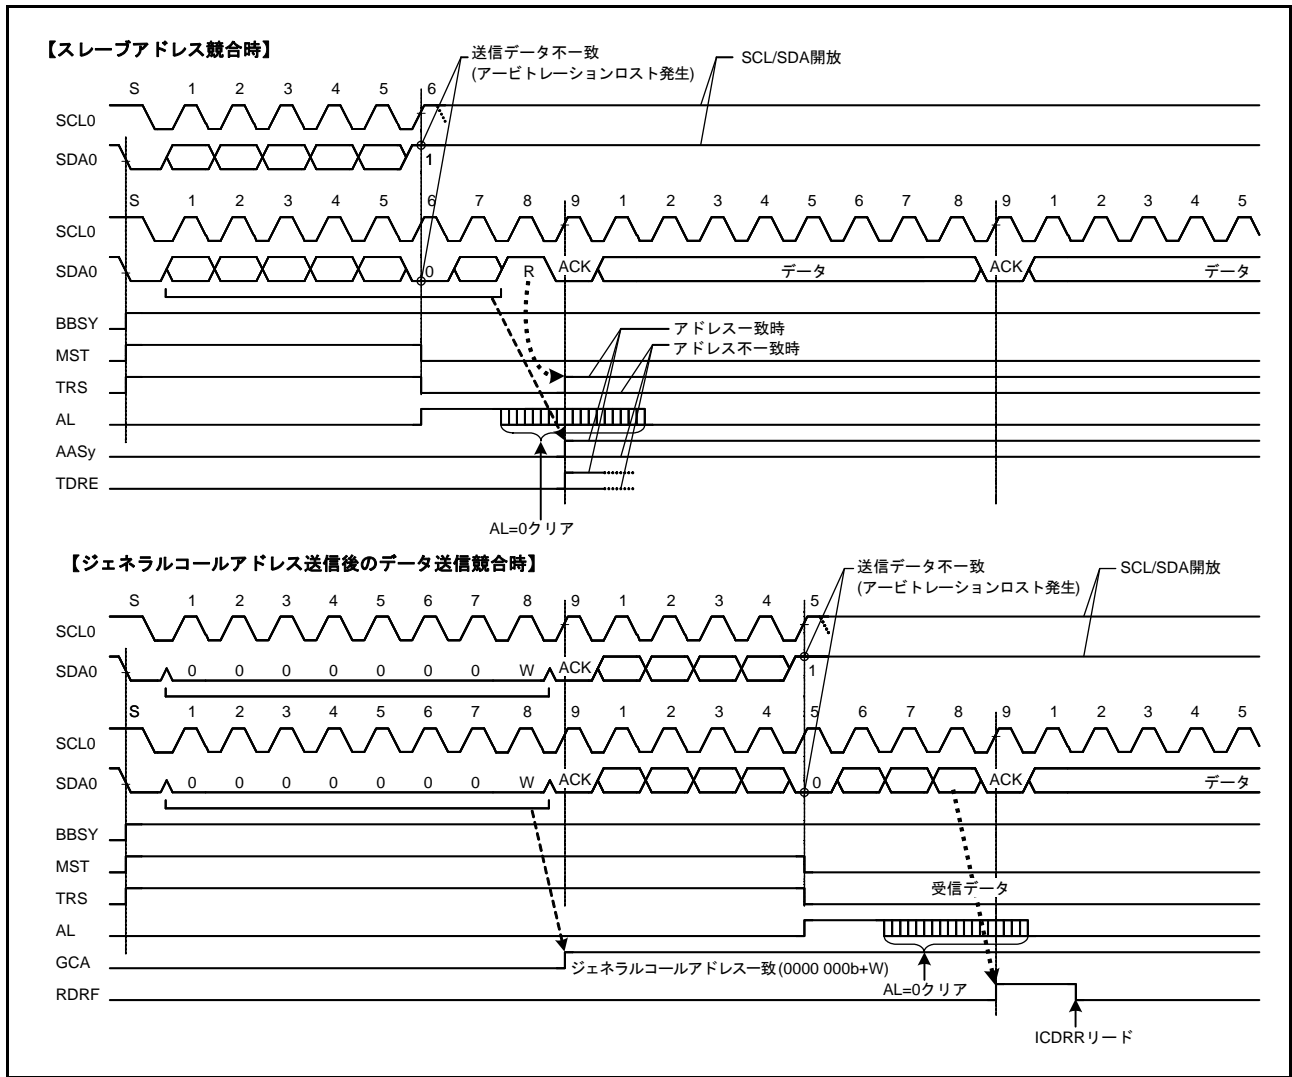 【スレーブアドレス競合時】
送信データ不一致
(アービトレーションロスト発生)
SCL/SDA開放
S 1 2 3 4 5 6
SCL0
SDA0
1
S 1 2 3 4 5 6 7 8 9 1 2 3 4 5 6 7 8 9 1 2 3 4 5
SCL0
SDA0 0 R ACK データ ACK データ
BBSY
アドレス一致時
MST
アドレス不一致時
TRS
AL
AASy
TDRE
AL=0クリア
【ジェネラルコールアドレス送信後のデータ送信競合時】
送信データ不一致
(アービトレーションロスト発生)
SCL/SDA開放
S 1 2 3 4 5 6 7 8 9 1 2 3 4 5
SCL0
SDA0 0 0 0 0 0 0 0 W ACK 1
S 1 2 3 4 5 6 7 8 9 1 2 3 4 5 6 7 8 9 1 2 3 4 5
SCL0
SDA0 0 0 0 0 0 0 0 W ACK 0 ACK データ
BBSY
MST
TRS 受信データ
AL
GCA ジェネラルコールアドレス一致(0000 000b+W)
AL=0クリア
RDRF
ICDRRリード